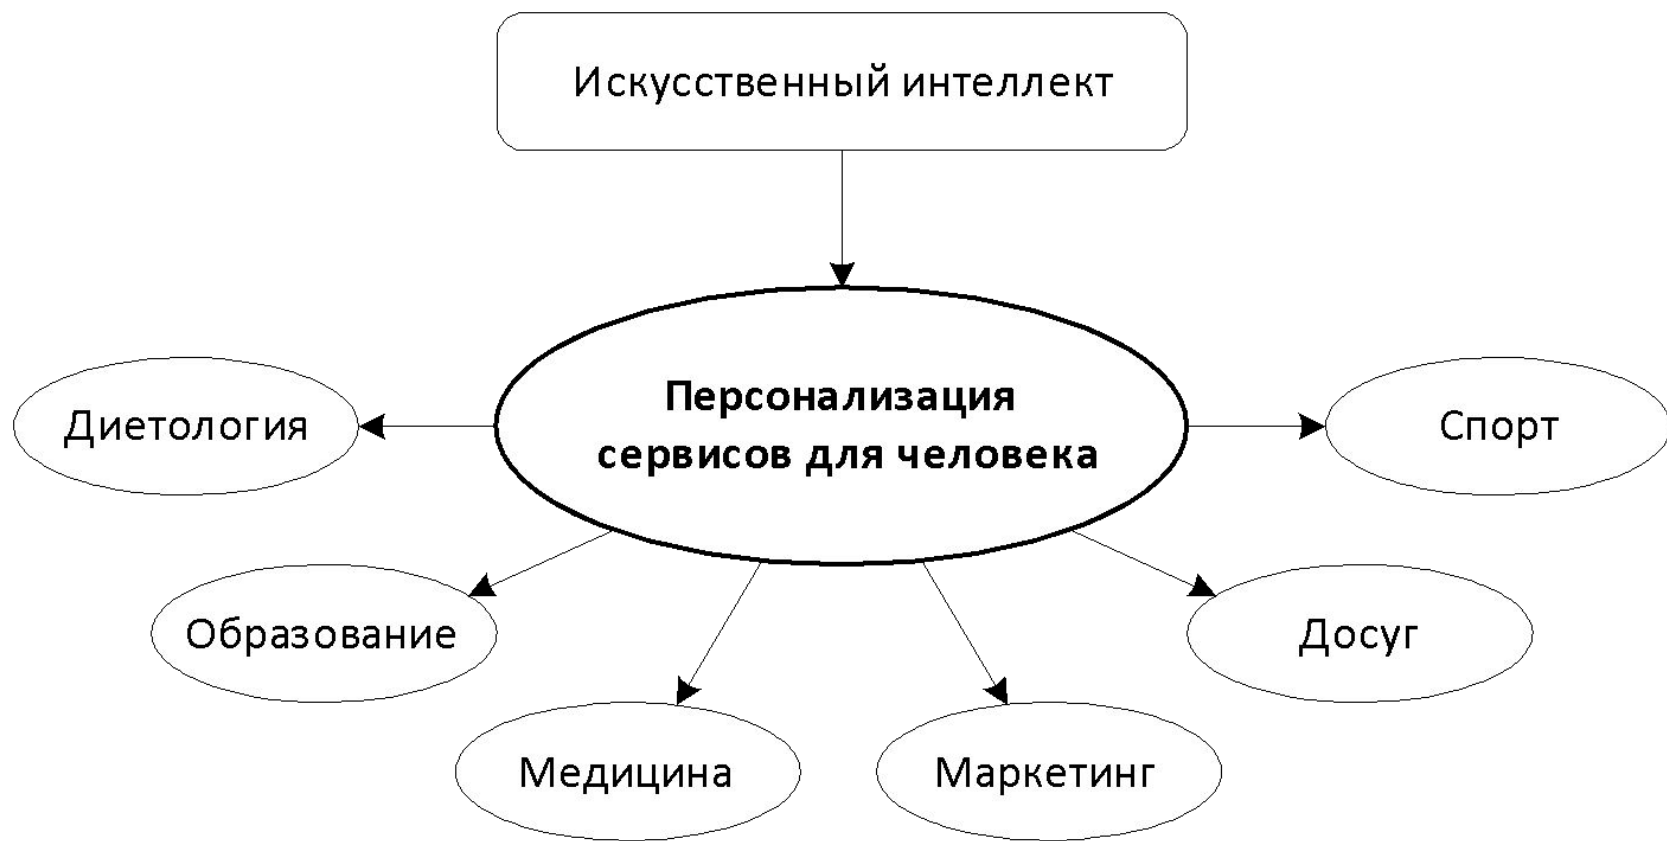 Искусственный интеллект
Персонализация
сервисов для человека
Диетология
Спорт
Образование
Досуг
Медицина
Маркетинг